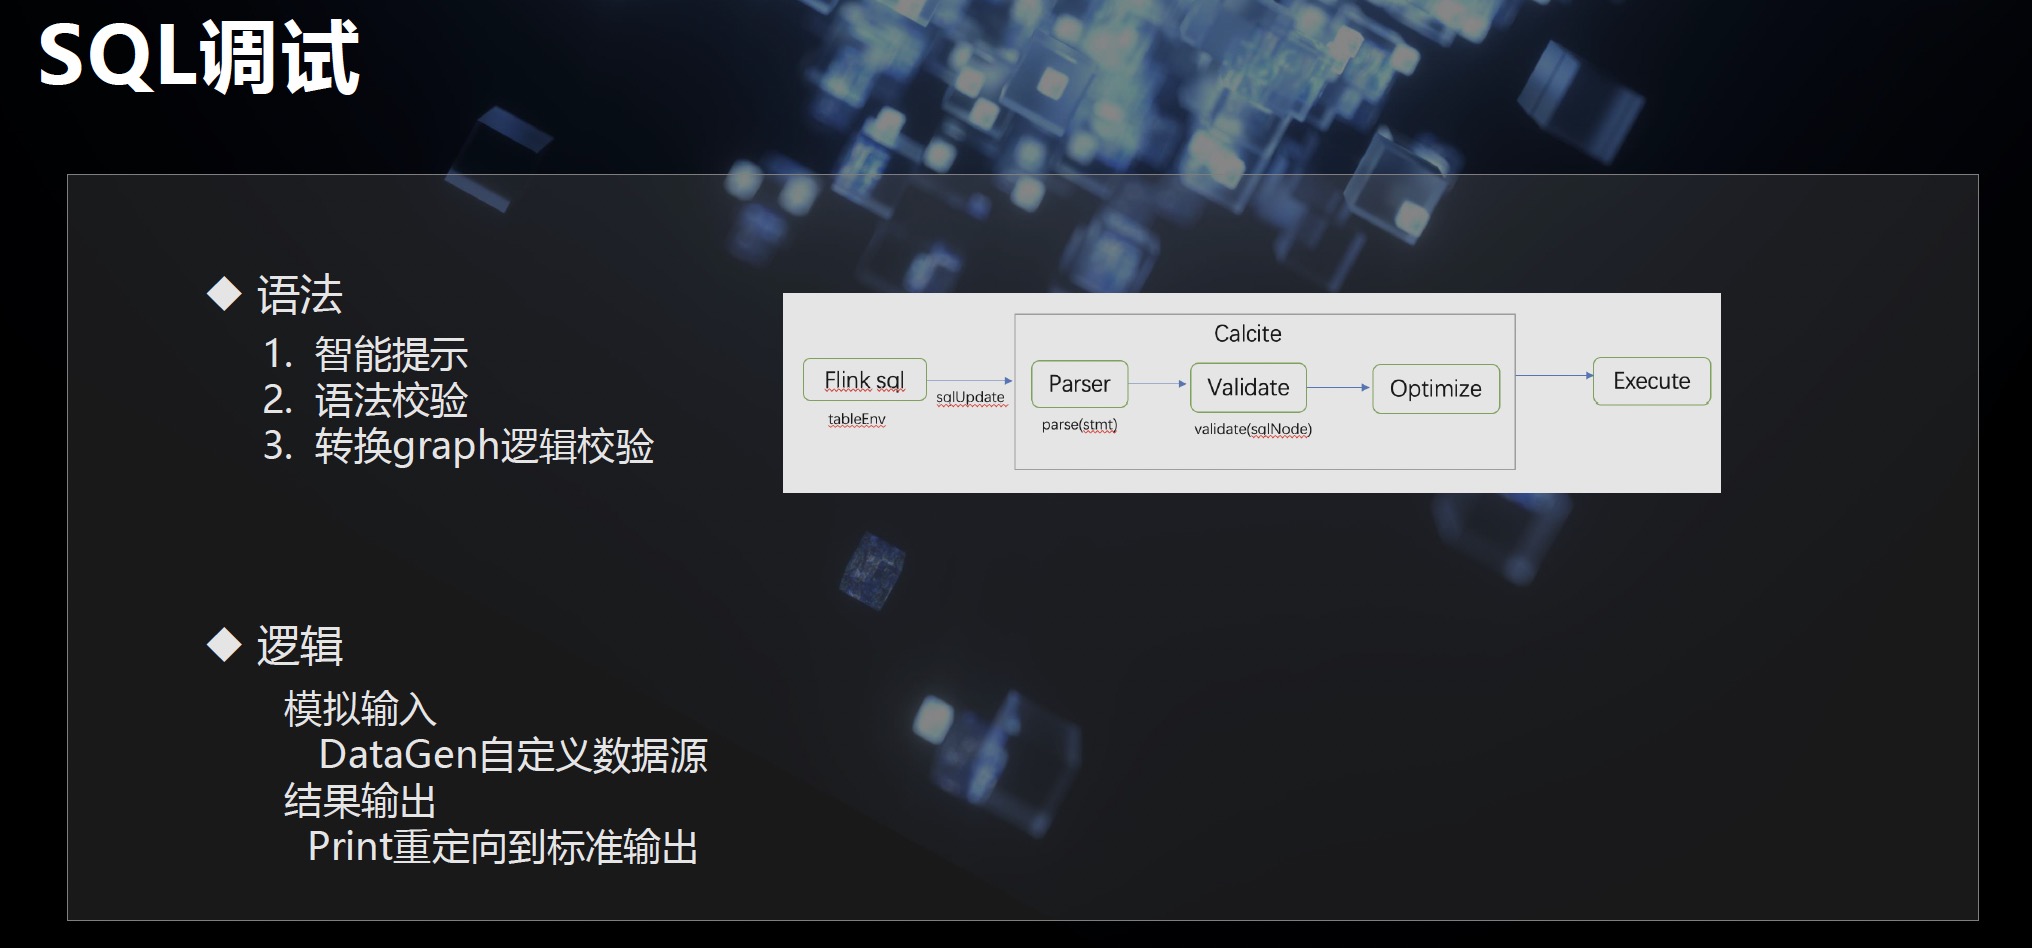 SQL调试
◆ 语法
1. 智能提示
2. 语法校验
3. 转换graph逻辑校验
Calcite
Flink sql
sqlUpdate
tableEnv
Parser
parse(stmt)
Validate
validate(sqlNode)
Optimize
Execute
◆ 逻辑
模拟输入
DataGen自定义数据源
结果输出
Print重定向到标准输出